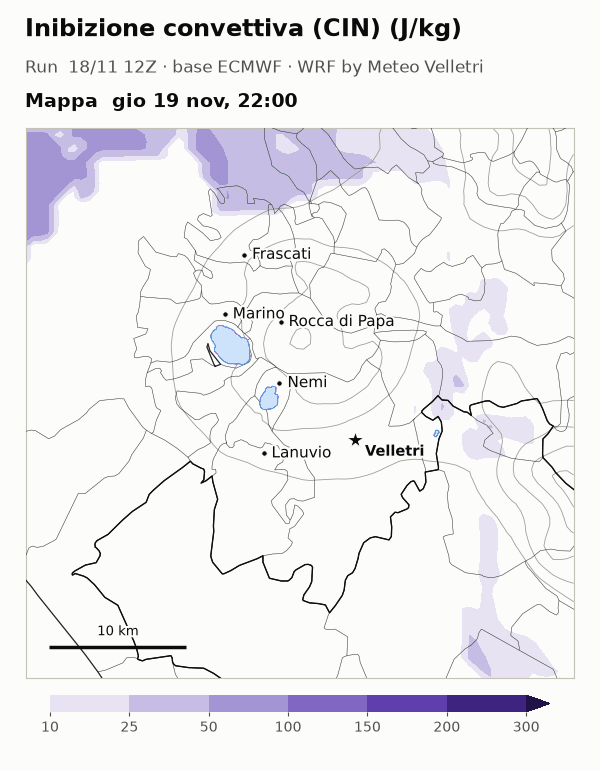 Inibizione convettiva (CIN) (J/kg)
Run  18/11 12Z · base ECMWF · WRF by Meteo Velletri
Mappa  gio 19 nov, 22:00
Frascati
Marino
Rocca di Papa
Nemi
Velletri
Lanuvio
10 km
10 25 50 100 150 200 300